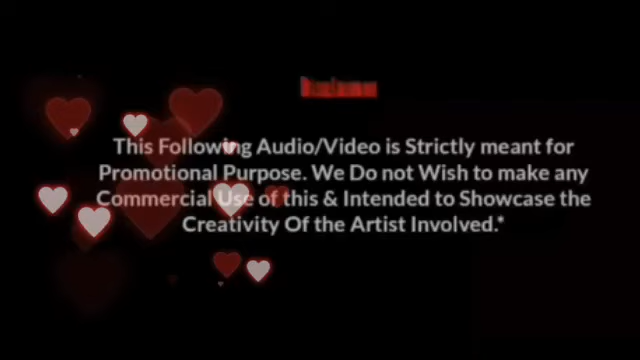 This Following Audio/Video is Strictly meant for
Promotional Purpose. We Do not Wish to make any
Commercial Use of this & Intended to Showcase the
Creativity Of the Artist Involved.*